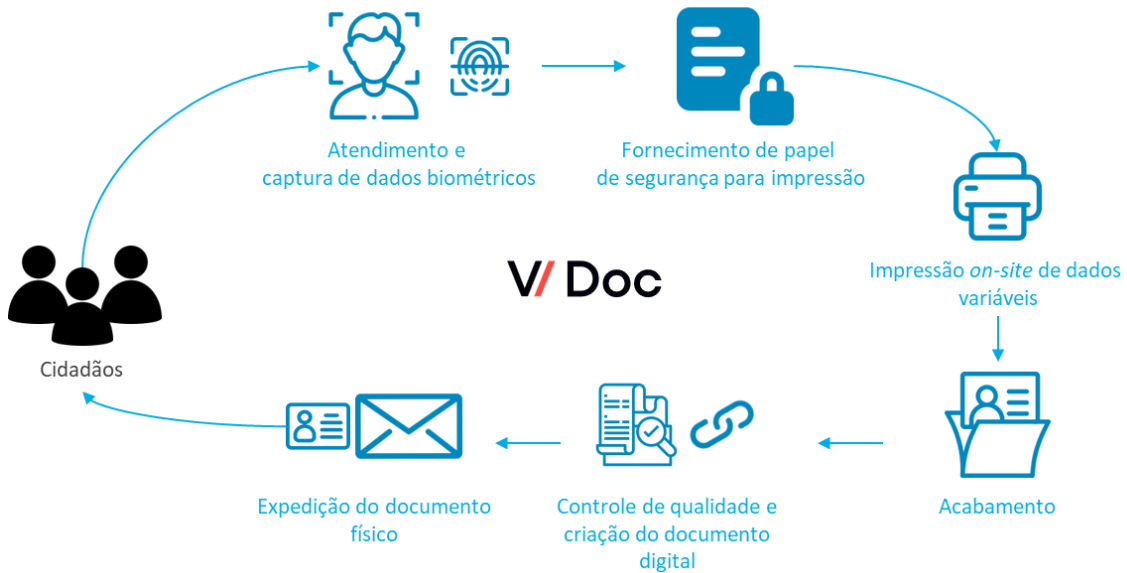 Atendimento e
captura de dados biométricos
Fornecimento de papel
de segurança para impressão
Impressão on-site de dados
variáveis
V/ Doc
Cidadãos
Expedição do documento
físico
Controle de qualidade e
criação do documento
digital
Acabamento